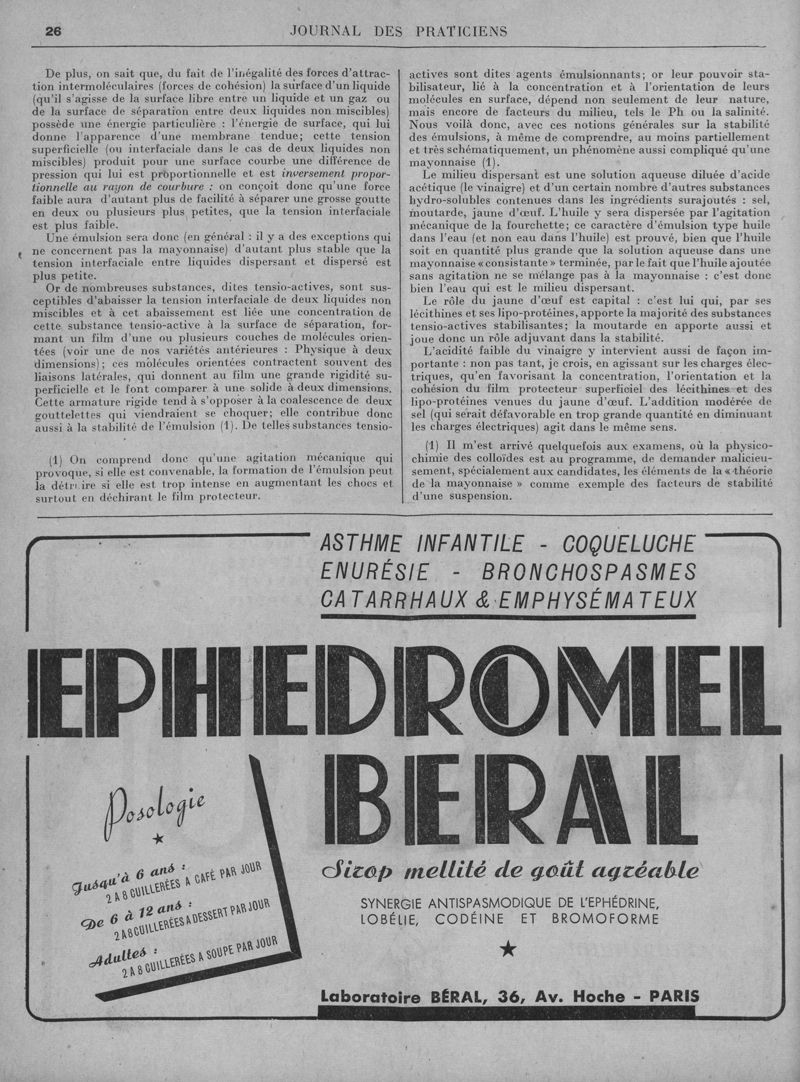 26
JOURNAL DES PRATICIENS
De plus, on sait que, du fait de l'inégalité des forces d'attrac-
tion intermoléculaires (forces de cohésion) la surface d'un liquide
(qu'il s'agisse de la surface libre entre un liquide et un gaz ou
de la surface de séparation entre deux liquides non miscibles)
possède une énergie particulière : l'énergie de surface, qui lui
donne l'apparence d'une membrane tendue; cette tension
superficielle (ou interfaciale dans le cas de deux liquides non
miscibles) produit pour une surface courbe une différence de
pression qui lui est proportionnelle et est inversement propor-
tionnelle au rayon de courbure : on conçoit donc qu'une force
faible aura d'autant plus de facilité à séparer une grosse goutte
en deux ou plusieurs plus petites, que la tension interfaciale
est plus faible.
Une émulsion sera donc (en général : il y a des exceptions qui
ne concernent pas la mayonnaise) d'autant plus stable que la
tension interfaciale entre liquides dispersant et dispersé est
plus petite.
Or de nombreuses substances, dites tensio-actives, sont sus-
ceptibles d'abaisser la tension interfaciale de deux liquides non
miscibles et à cet abaissement est liée une concentration de
cette substance tensio-active à la surface de séparation, for-
mant un film d'une ou plusieurs couches de molécules orien-
tées (voir une de nos variétés antérieures : Physique à deux
dimensions); ces molécules orientées contractent souvent des
liaisons latérales, qui donnent au film une grande rigidité su-
perficielle et le font comparer à une solide à deux dimensions.
Cette armature rigide tend à s'opposer à la coalescence de deux
gouttelettes qui viendraient se choquer; elle contribue donc
aussi à la stabilité de l'émulsion (1). De telles substances tensio-
(1) On comprend donc qu'une agitation mécanique qui
provoque, si elle est convenable, la formation de l'émulsion peut
la détruire si elle est trop intense en augmentant les chocs et
surtout en déchirant le film protecteur.
actives sont dites agents émulsionnants; or leur pouvoir sta-
bilisateur, lié à la concentration et à l'orientation de leurs
molécules en surface, dépend non seulement de leur nature,
mais encore de facteurs du milieu, tels le Ph ou la salinité.
Nous voilà donc, avec ces notions générales sur la stabilité
des émulsions, à même de comprendre, au moins partiellement
et très schématiquement, un phénomène aussi compliqué qu'une
mayonnaise (1).
Le milieu dispersant est une solution aqueuse diluée d'acide
acétique (le vinaigre) et d'un certain nombre d'autres substances
hydro-solubles contenues dans les ingrédients surajoutés : sel,
moutarde, jaune d'œuf. L'huile y sera dispersée par l'agitation
mécanique de la fourchette; ce caractère d'émulsion type huile
dans l'eau (et non eau dans l'huile) est prouvé, bien que l'huile
soit en quantité plus grande que la solution aqueuse dans une
mayonnaise « consistante » terminée, par le fait que l'huile ajoutée
sans agitation ne se mélange pas à la mayonnaise : c'est donc
bien l'eau qui est le milieu dispersant.
Le rôle du jaune d'œuf est capital : c'est lui qui, par ses
lécithines et ses lipo-protéines, apporte la majorité des substances
tensio-actives stabilisantes; la moutarde en apporte aussi et
joue donc un rôle adjuvant dans la stabilité.
L'acidité faible du vinaigre y intervient aussi de façon im-
portante : non pas tant, je crois, en agissant sur les charges élec-
triques, qu'en favorisant la concentration, l'orientation et la
cohésion du film protecteur superficiel des lécithines et des
lipo-protéines venues du jaune d'œuf. L'addition modérée de
sel (qui serait défavorable en trop grande quantité en diminuant
les charges électriques) agit dans le même sens.
(1) Il m'est arrivé quelquefois aux examens, où la physico-
chimie des colloïdes est au programme, de demander malicieu-
sement, spécialement aux candidates, les éléments de la « théorie
de la mayonnaise » comme exemple des facteurs de stabilité
d'une suspension.
ASTHME INFANTILE - COQUELUCHE
ENURÉSIE - BRONCHOSPASMES
CATARRHAUX & EMPHYSÉMATEUX
EPHEDROMEL
BERAL
Posologie
Jusqu'à 6 ans :
2 A 8 CUILLERÉES A CAFÉ PAR JOUR
De 6 à 12 ans :
2 A 8 CUILLERÉES A DESSERT PAR JOUR
Adultes :
2 A 8 CUILLERÉES A SOUPE PAR JOUR
Sirop mellité de goût agréable
SYNERGIE ANTISPASMODIQUE DE L'EPHÉDRINE,
LOBÉLIE, CODÉINE ET BROMOFORME
Laboratoire BÉRAL, 36, Av. Hoche - PARIS